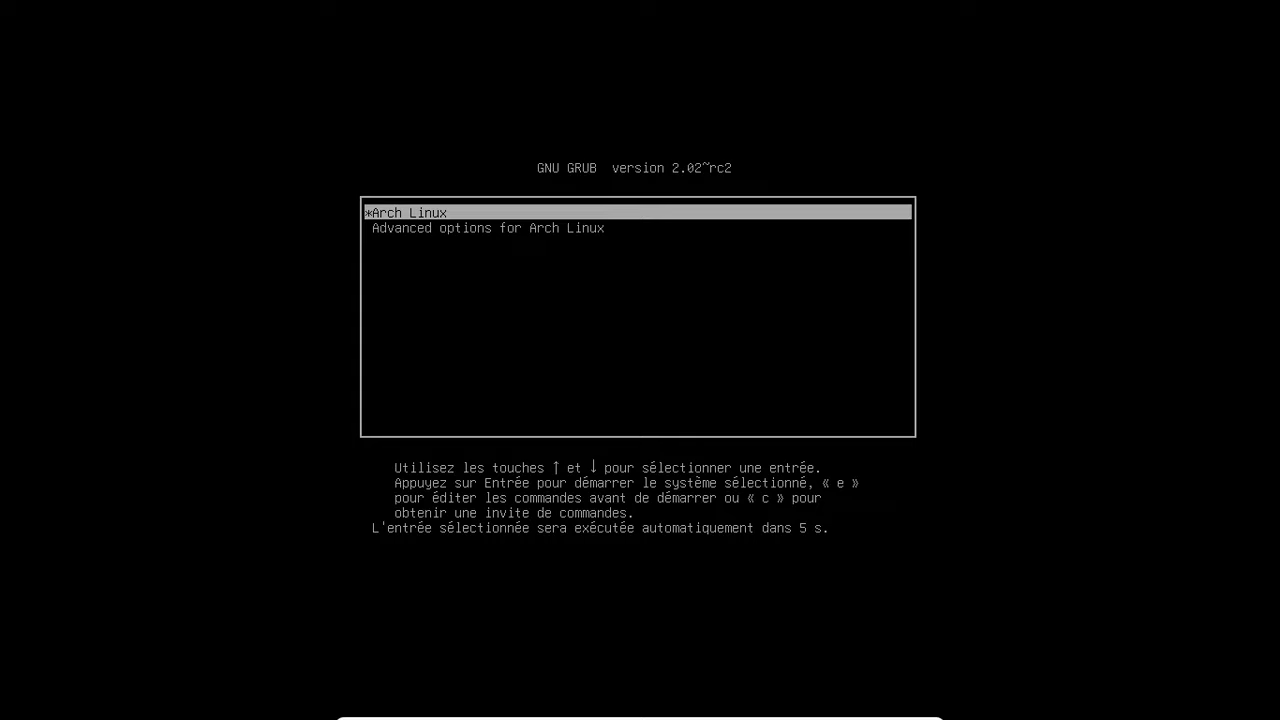 GNU GRUB  version 2.02~rc2
*Arch Linux
Advanced options for Arch Linux
Utilisez les touches ↑ et ↓ pour sélectionner une entrée.
Appuyez sur Entrée pour démarrer le système sélectionné, « e »
pour éditer les commandes avant de démarrer ou « c » pour
obtenir une invite de commandes.
L'entrée sélectionnée sera exécutée automatiquement dans 5 s.